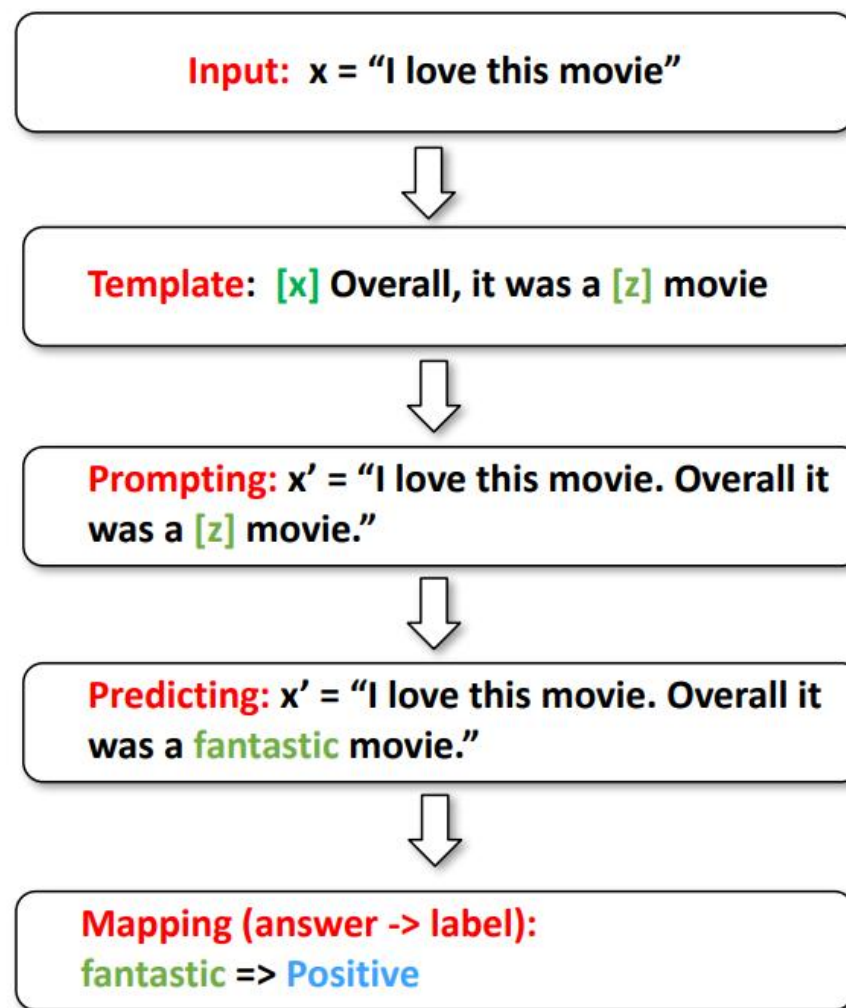 Input: x = “I love this movie”
Template: [x] Overall, it was a [z] movie
Prompting: x’ = “I love this movie. Overall it
was a [z] movie.”
Predicting: x’ = “I love this movie. Overall it
was a fantastic movie.”
Mapping (answer -> label):
fantastic => Positive